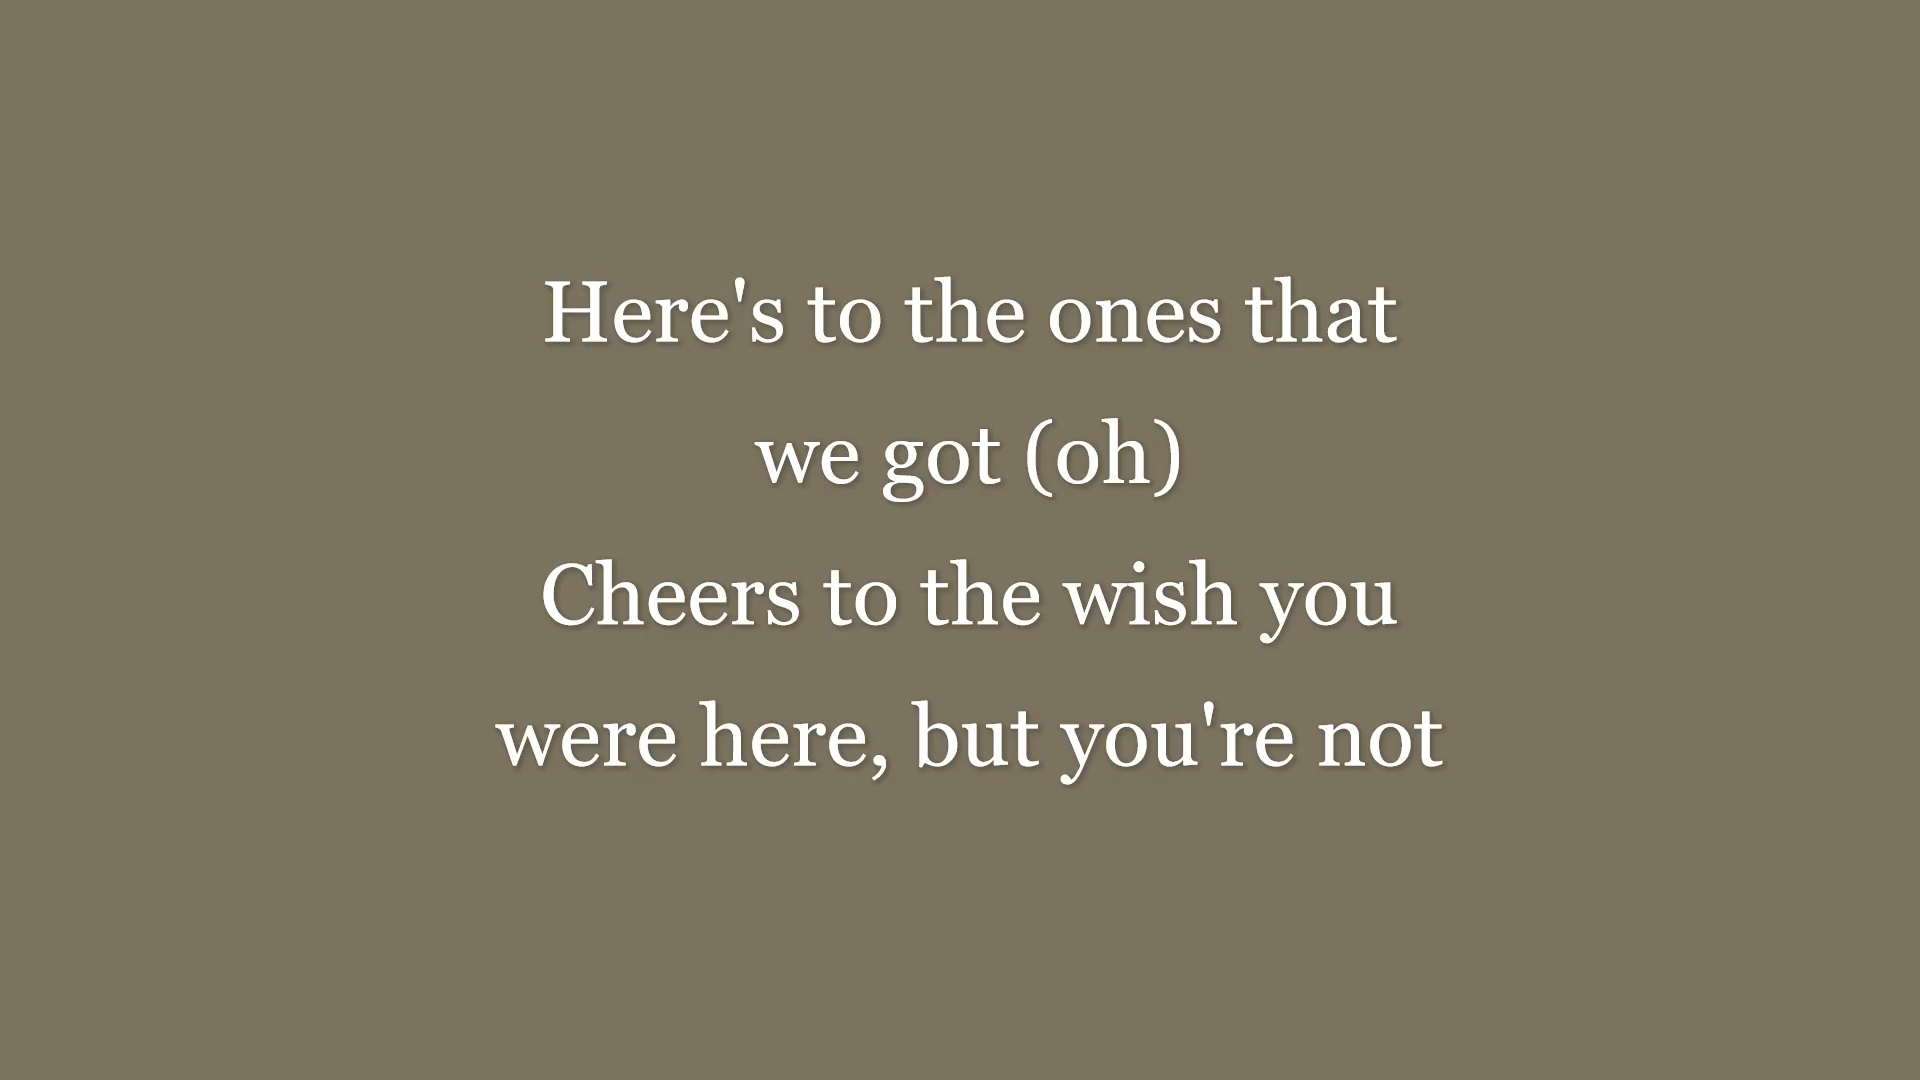 Here's to the ones that
we got (oh)
Cheers to the wish you
were here, but you're not